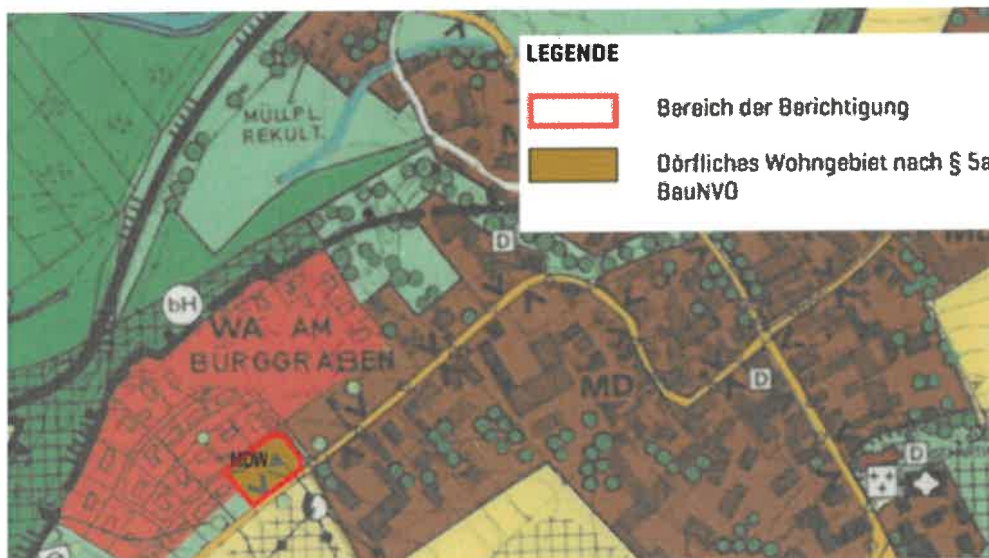 LEGENDE
Bereich der Berichtigung
Dörfliches Wohngebiet nach § 5a
BauNVO
MÜLLPL.
REKULT.
D
bH
WA AM
BURGGRABEN
MD
D
MDW
D